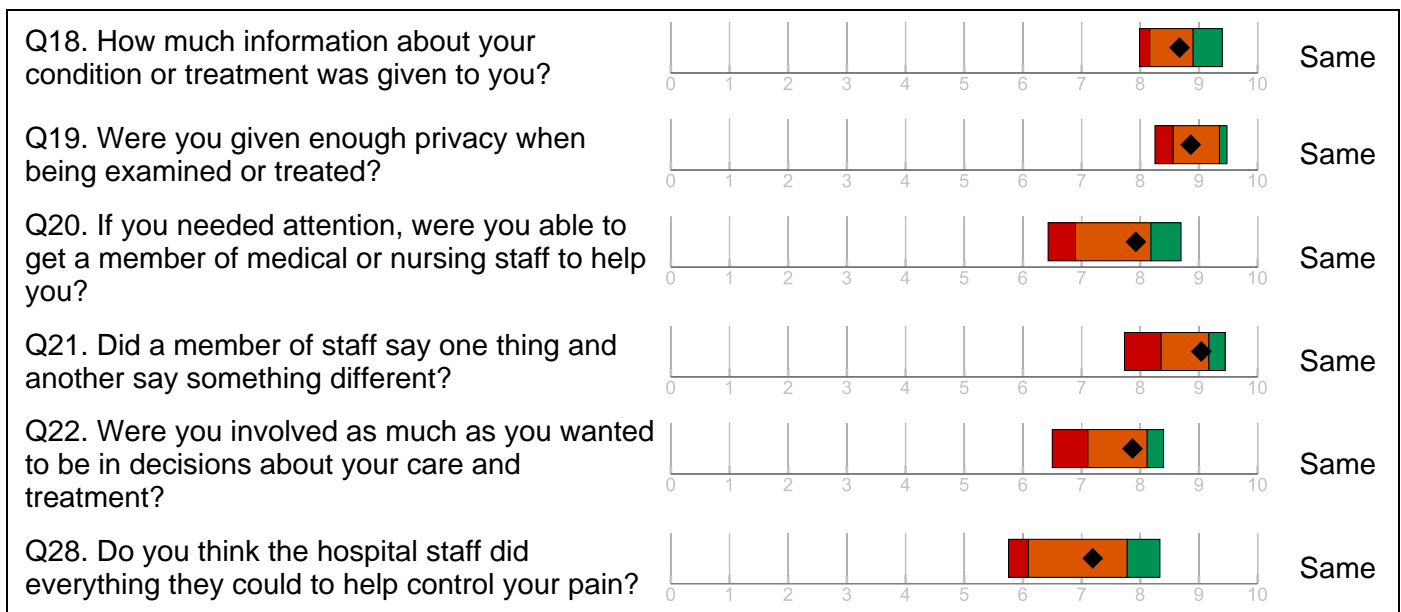 Q18. How much information about your
condition or treatment was given to you?
0 1 2 3 4 5 6 7 8 9 10
Same
Q19. Were you given enough privacy when
being examined or treated?
0 1 2 3 4 5 6 7 8 9 10
Same
Q20. If you needed attention, were you able to
get a member of medical or nursing staff to help
you?
0 1 2 3 4 5 6 7 8 9 10
Same
Q21. Did a member of staff say one thing and
another say something different?
0 1 2 3 4 5 6 7 8 9 10
Same
Q22. Were you involved as much as you wanted
to be in decisions about your care and
treatment?
0 1 2 3 4 5 6 7 8 9 10
Same
Q28. Do you think the hospital staff did
everything they could to help control your pain?
0 1 2 3 4 5 6 7 8 9 10
Same